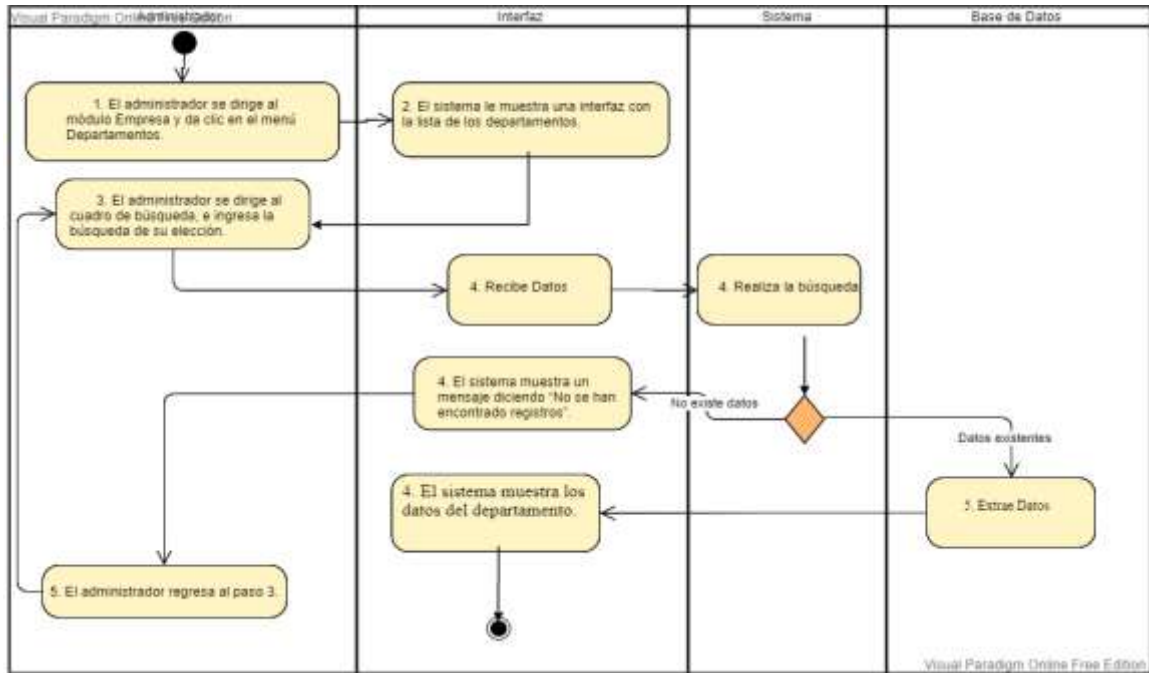 Visual Paradigm Online Free Edition
Administrador
Interfaz
Sistema
Base de Datos
1. El administrador se dirige al
módulo Empresa y da clic en el menú
Departamentos.
2. El sistema le muestra una interfaz con
la lista de los departamentos.
3. El administrador se dirige al
cuadro de búsqueda, e ingresa la
búsqueda de su elección.
4. Recibe Datos
4. Realiza la búsqueda
4. El sistema muestra un
mensaje diciendo “No se han
encontrado registros”.
No existe datos
Datos existentes
4. El sistema muestra los
datos del departamento.
5. Extrae Datos
5. El administrador regresa al paso 3.
Visual Paradigm Online Free Edition